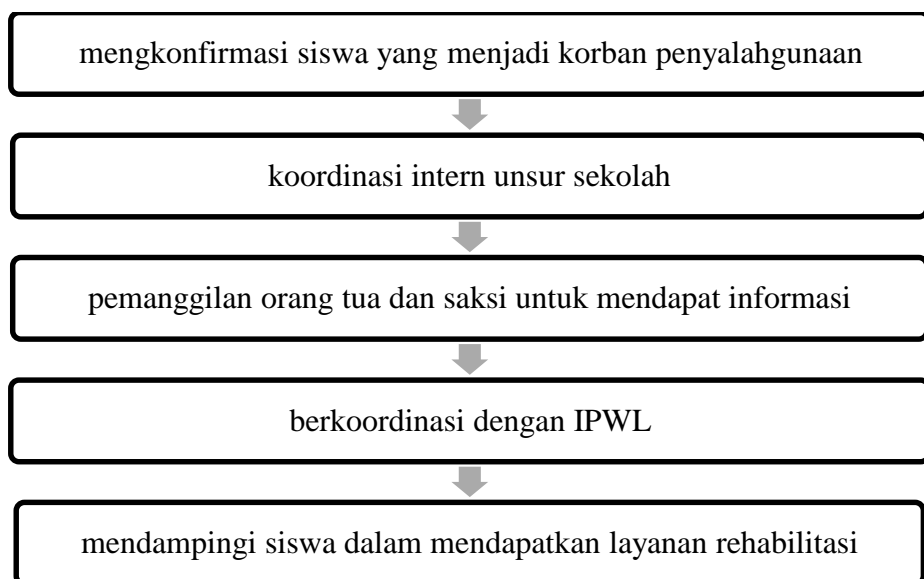 mengkonfirmasi siswa yang menjadi korban penyalahgunaan
koordinasi intern unsur sekolah
pemanggilan orang tua dan saksi untuk mendapat informasi
berkoordinasi dengan IPWL
mendampingi siswa dalam mendapatkan layanan rehabilitasi